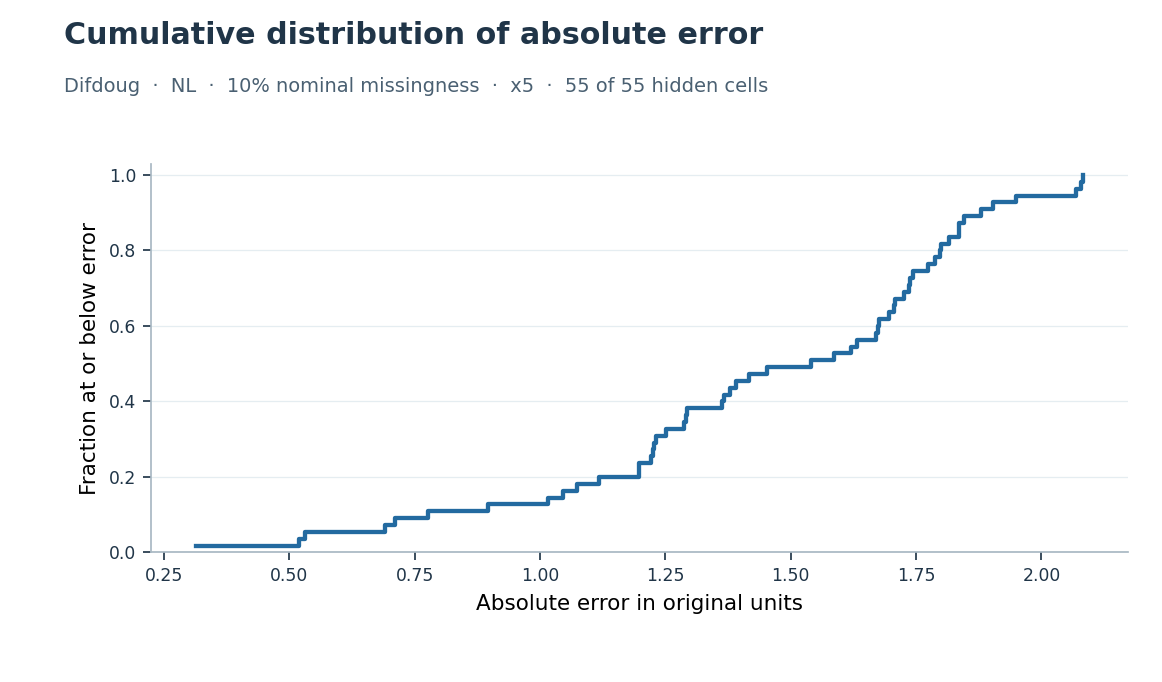 Cumulative distribution of absolute error
Difdoug · NL · 10% nominal missingness · x5 · 55 of 55 hidden cells
Fraction at or below error
1.0
0.8
0.6
0.4
0.2
0.0
0.25 0.50 0.75 1.00 1.25 1.50 1.75 2.00
Absolute error in original units